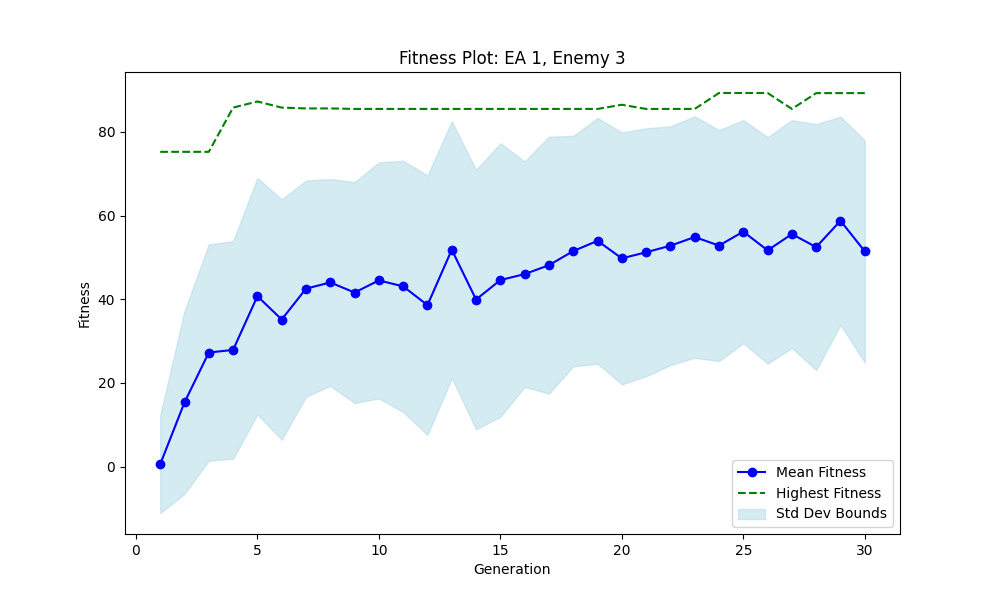 Fitness Plot: EA 1, Enemy 3
Fitness
80
60
40
20
0
0 5 10 15 20 25 30
Generation
Mean Fitness
Highest Fitness
Std Dev Bounds